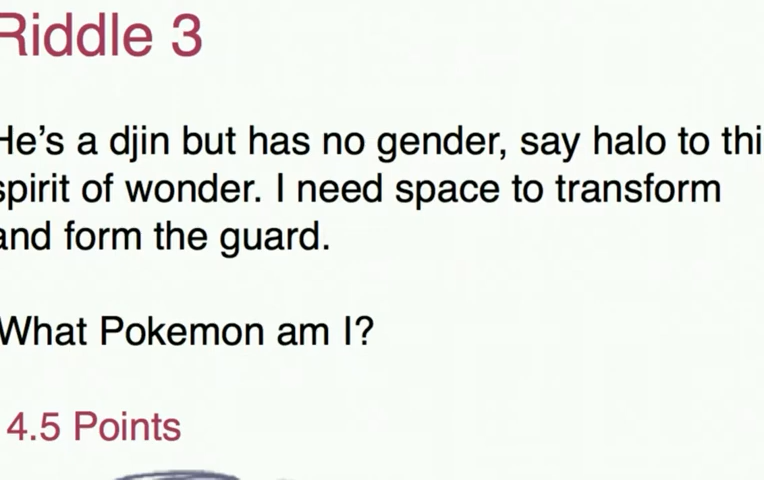 Riddle 3
He's a djin but has no gender, say halo to thi
spirit of wonder. I need space to transform
and form the guard.
What Pokemon am I?
4.5 Points